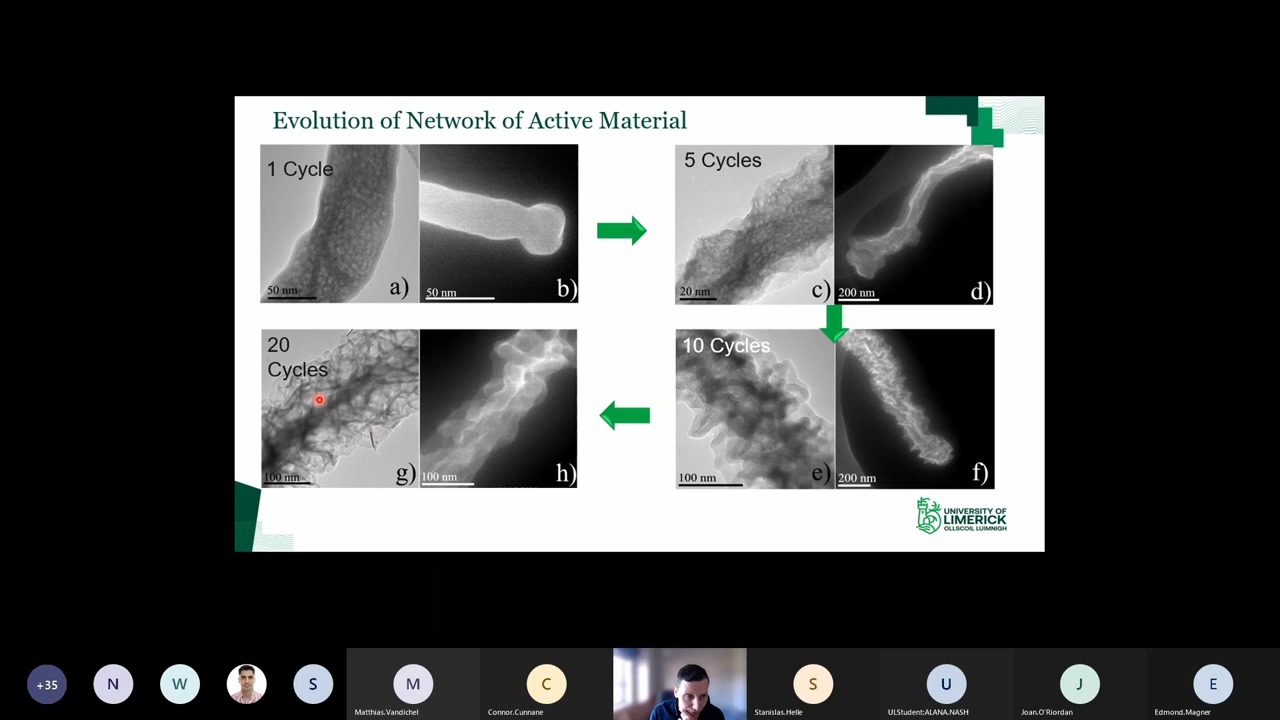 Evolution of Network of Active Material
1 Cycle
50 nm
a)
50 nm
b)
5 Cycles
20 nm
c)
200 nm
d)
20
Cycles
100 nm
g)
100 nm
h)
10 Cycles
100 nm
e)
200 nm
f)
UNIVERSITY OF
LIMERICK
OLLSCOIL LUIMNIGH
+35
N
W
S
M
C
S
U
J
E
Matthias.Vandichel
Connor.Cunnane
Stanislas.Helle
ULStudent:ALANA.NASH
Joan.O'Riordan
Edmond.Magner